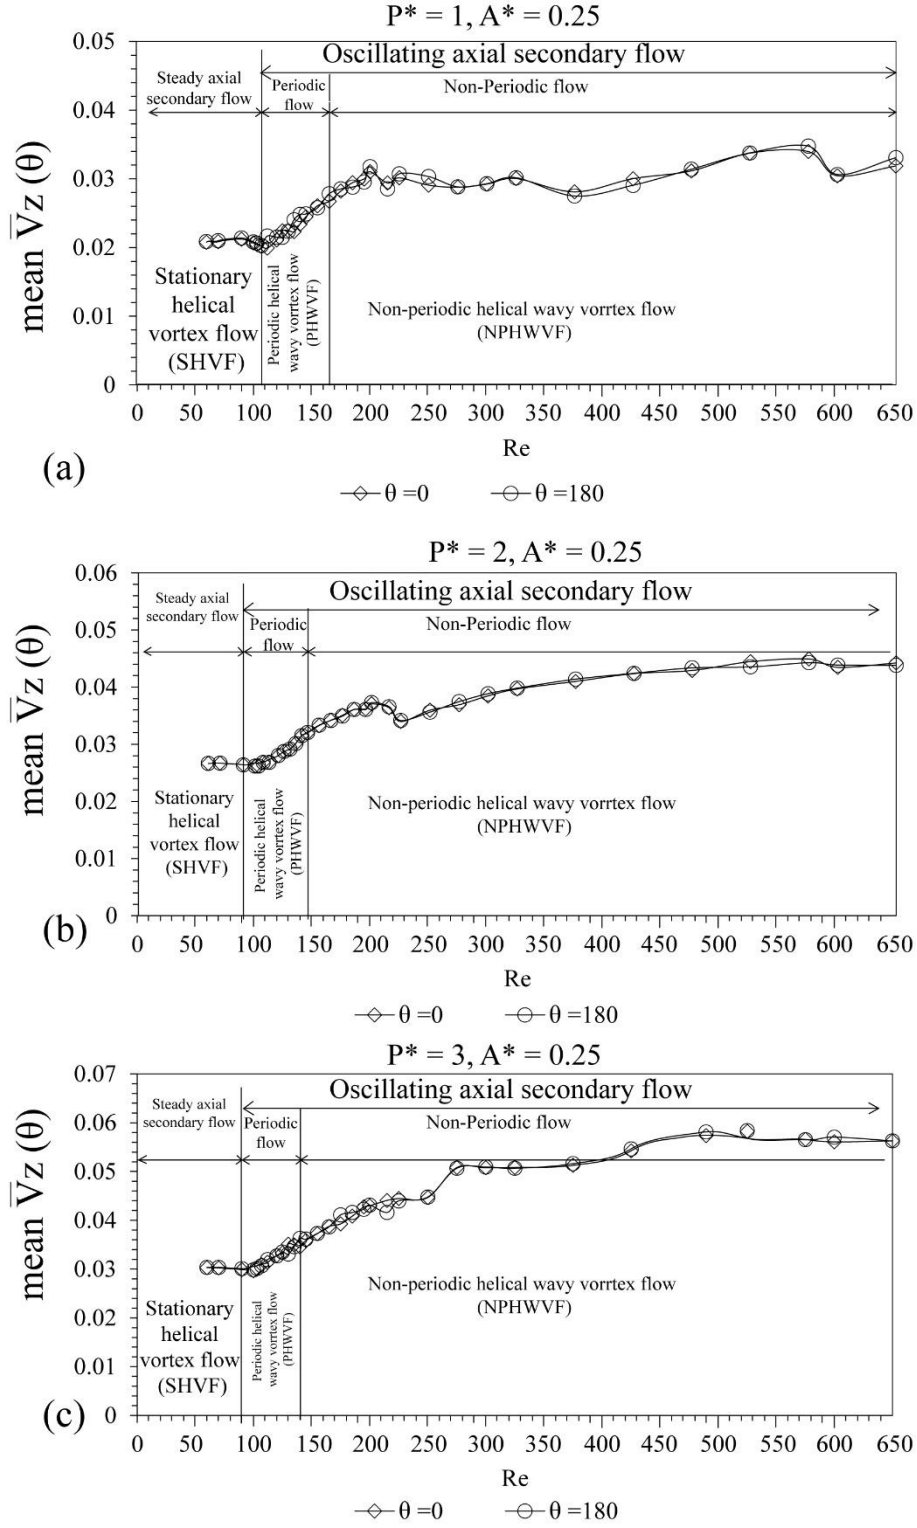 P* = 1, A* = 0.25
0.05
0.04
0.03
0.02
0.01
0
mean V̅z (θ)
Oscillating axial secondary flow
Steady axial
secondary flow
Periodic
flow
Non-Periodic flow
Stationary
helical
vortex flow
(SHVF)
Periodic helical
wavy vorrtex flow
(PHWVF)
Non-periodic helical wavy vorrtex flow
(NPHWVF)
0 50 100 150 200 250 300 350 400 450 500 550 600 650
Re
(a)
θ =0 θ =180
P* = 2, A* = 0.25
0.06
0.05
0.04
0.03
0.02
0.01
0
mean V̅z (θ)
Oscillating axial secondary flow
Steady axial
secondary flow
Periodic
flow
Non-Periodic flow
Stationary
helical
vortex flow
(SHVF)
Periodic helical
wavy vorrtex flow
(PHWVF)
Non-periodic helical wavy vorrtex flow
(NPHWVF)
0 50 100 150 200 250 300 350 400 450 500 550 600 650
Re
(b)
θ =0 θ =180
P* = 3, A* = 0.25
0.07
0.06
0.05
0.04
0.03
0.02
0.01
0
mean V̅z (θ)
Oscillating axial secondary flow
Steady axial
secondary flow
Periodic
flow
Non-Periodic flow
Stationary
helical
vortex flow
(SHVF)
Periodic helical
wavy vorrtex flow
(PHWVF)
Non-periodic helical wavy vorrtex flow
(NPHWVF)
0 50 100 150 200 250 300 350 400 450 500 550 600 650
Re
(c)
θ =0 θ =180